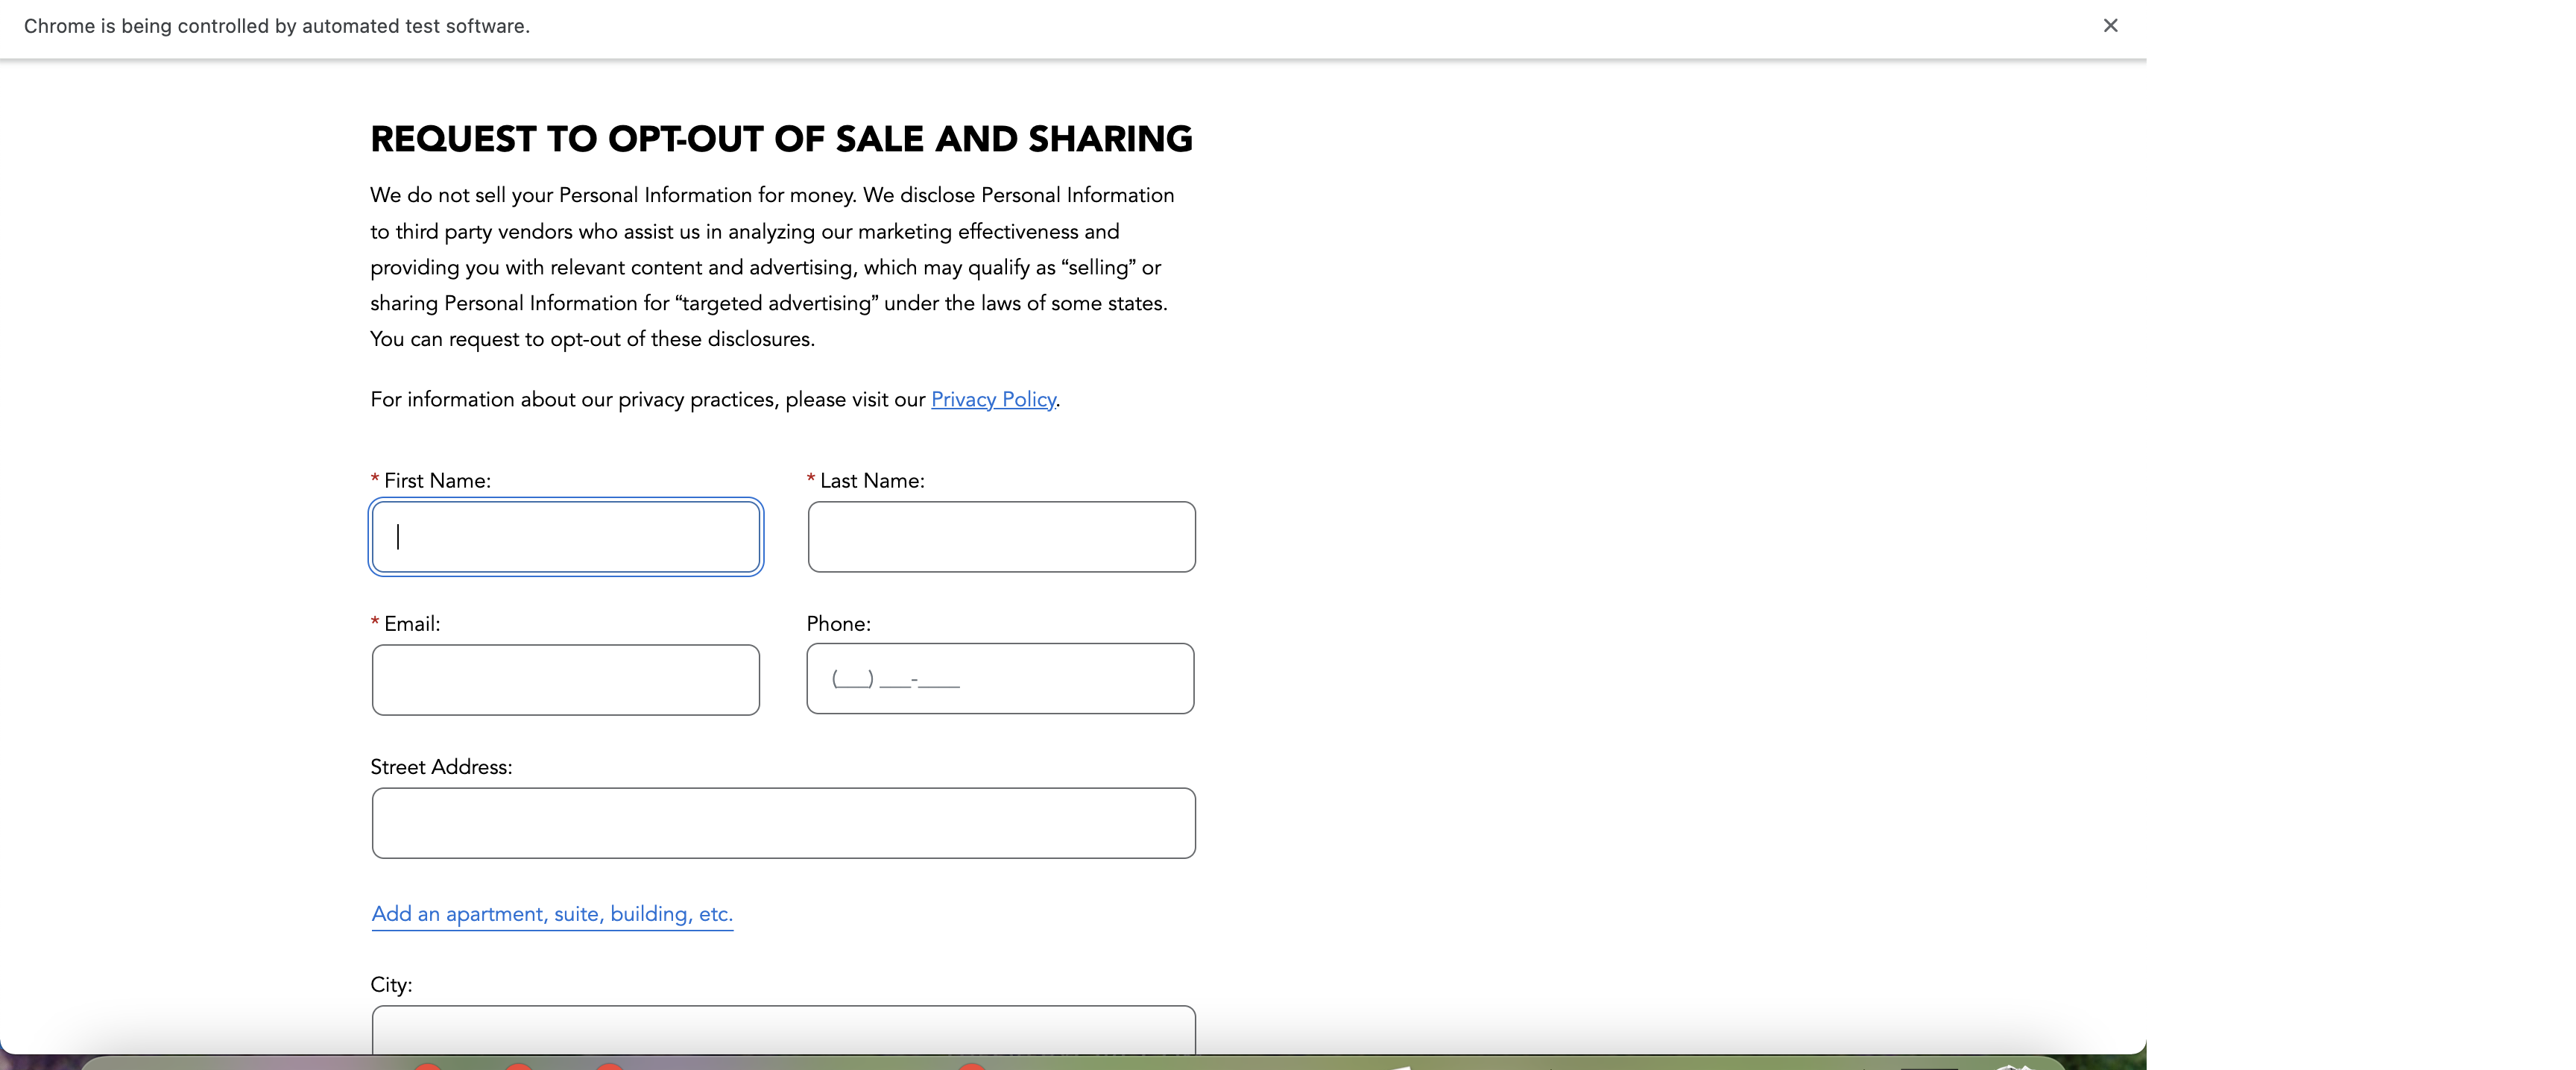 Chrome is being controlled by automated test software.
REQUEST TO OPT-OUT OF SALE AND SHARING
We do not sell your Personal Information for money. We disclose Personal Information
to third party vendors who assist us in analyzing our marketing effectiveness and
providing you with relevant content and advertising, which may qualify as “selling” or
sharing Personal Information for “targeted advertising” under the laws of some states.
You can request to opt-out of these disclosures.
For information about our privacy practices, please visit our Privacy Policy.
* First Name:
* Last Name:
* Email:
Phone:
(___) ___-____
Street Address:
Add an apartment, suite, building, etc.
City: